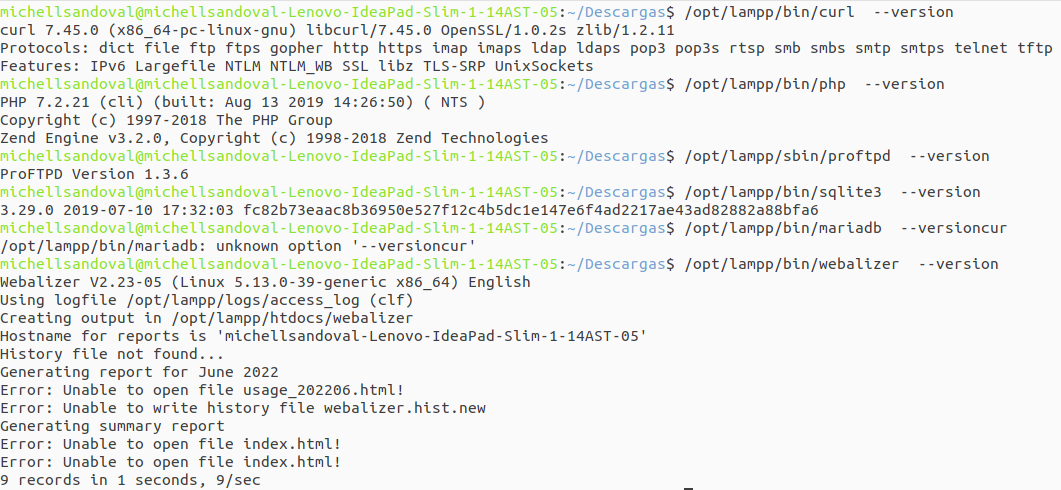 michellsandoval@michellsandoval-Lenovo-IdeaPad-Slim-1-14AST-05:~/Descargas$ /opt/lampp/bin/curl  --version
curl 7.45.0 (x86_64-pc-linux-gnu) libcurl/7.45.0 OpenSSL/1.0.2s zlib/1.2.11
Protocols: dict file ftp ftps gopher http https imap imaps ldap ldaps pop3 pop3s rtsp smb smbs smtp smtps telnet tftp
Features: IPv6 Largefile NTLM NTLM_WB SSL libz TLS-SRP UnixSockets
michellsandoval@michellsandoval-Lenovo-IdeaPad-Slim-1-14AST-05:~/Descargas$ /opt/lampp/bin/php  --version
PHP 7.2.21 (cli) (built: Aug 13 2019 14:26:50) ( NTS )
Copyright (c) 1997-2018 The PHP Group
Zend Engine v3.2.0, Copyright (c) 1998-2018 Zend Technologies
michellsandoval@michellsandoval-Lenovo-IdeaPad-Slim-1-14AST-05:~/Descargas$ /opt/lampp/sbin/proftpd  --version
ProFTPD Version 1.3.6
michellsandoval@michellsandoval-Lenovo-IdeaPad-Slim-1-14AST-05:~/Descargas$ /opt/lampp/bin/sqlite3  --version
3.29.0 2019-07-10 17:32:03 fc82b73eaac8b36950e527f12c4b5dc1e147e6f4ad2217ae43ad82882a88bfa6
michellsandoval@michellsandoval-Lenovo-IdeaPad-Slim-1-14AST-05:~/Descargas$ /opt/lampp/bin/mariadb  --versioncur
/opt/lampp/bin/mariadb: unknown option '--versioncur'
michellsandoval@michellsandoval-Lenovo-IdeaPad-Slim-1-14AST-05:~/Descargas$ /opt/lampp/bin/webalizer  --version
Webalizer V2.23-05 (Linux 5.13.0-39-generic x86_64) English
Using logfile /opt/lampp/logs/access_log (clf)
Creating output in /opt/lampp/htdocs/webalizer
Hostname for reports is 'michellsandoval-Lenovo-IdeaPad-Slim-1-14AST-05'
History file not found...
Generating report for June 2022
Error: Unable to open file usage_202206.html!
Error: Unable to write history file webalizer.hist.new
Generating summary report
Error: Unable to open file index.html!
Error: Unable to open file index.html!
9 records in 1 seconds, 9/sec